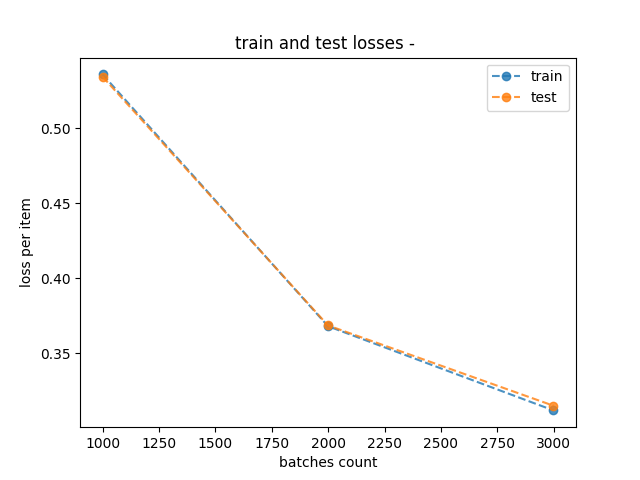 train and test losses -
train
test
loss per item
0.50
0.45
0.40
0.35
1000 1250 1500 1750 2000 2250 2500 2750 3000
batches count